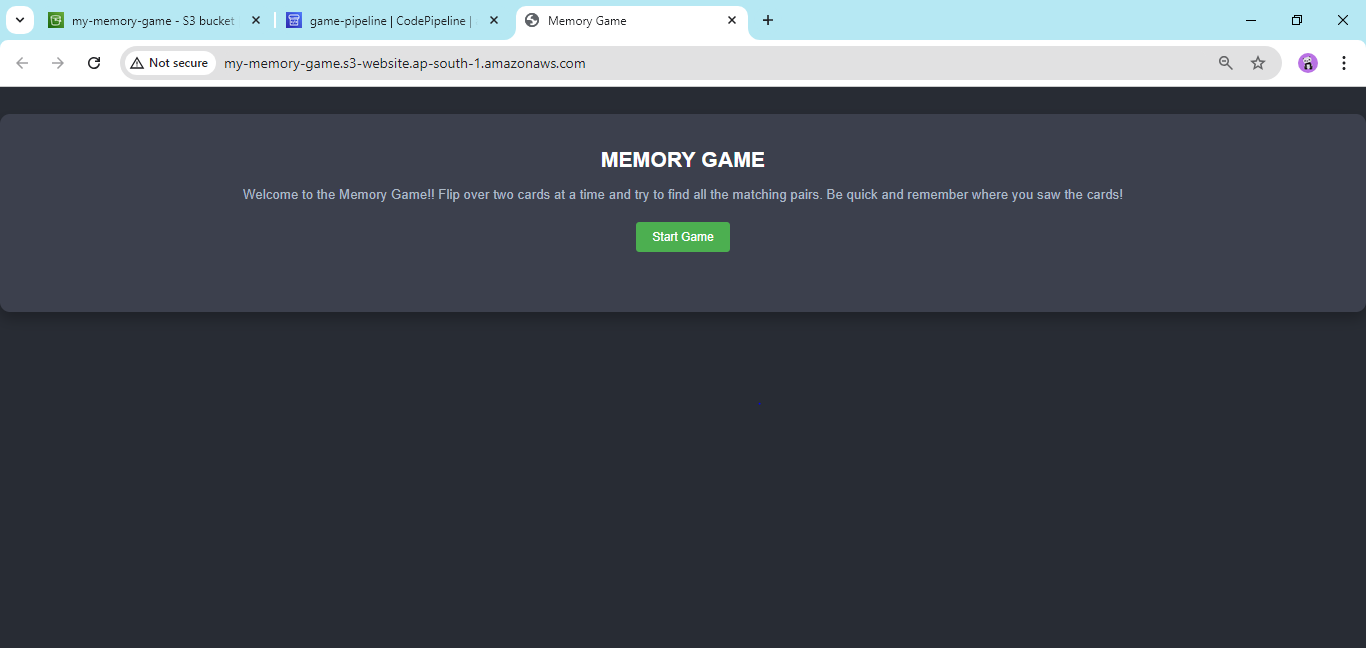 my-memory-game - S3 bucket
game-pipeline | CodePipeline |
Memory Game
Not secure
my-memory-game.s3-website.ap-south-1.amazonaws.com
MEMORY GAME
Welcome to the Memory Game!! Flip over two cards at a time and try to find all the matching pairs. Be quick and remember where you saw the cards!
Start Game